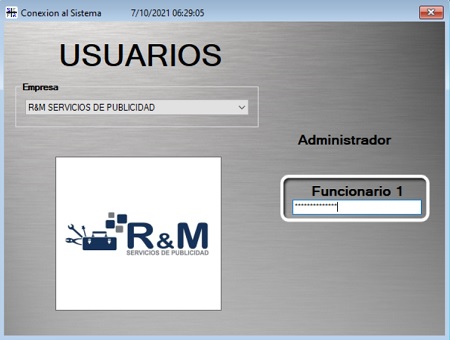 Conexion al Sistema 7/10/2021 06:29:05
USUARIOS
Empresa
R&M SERVICIOS DE PUBLICIDAD
Administrador
Funcionario 1
**************
R&M
SERVICIOS DE PUBLICIDAD